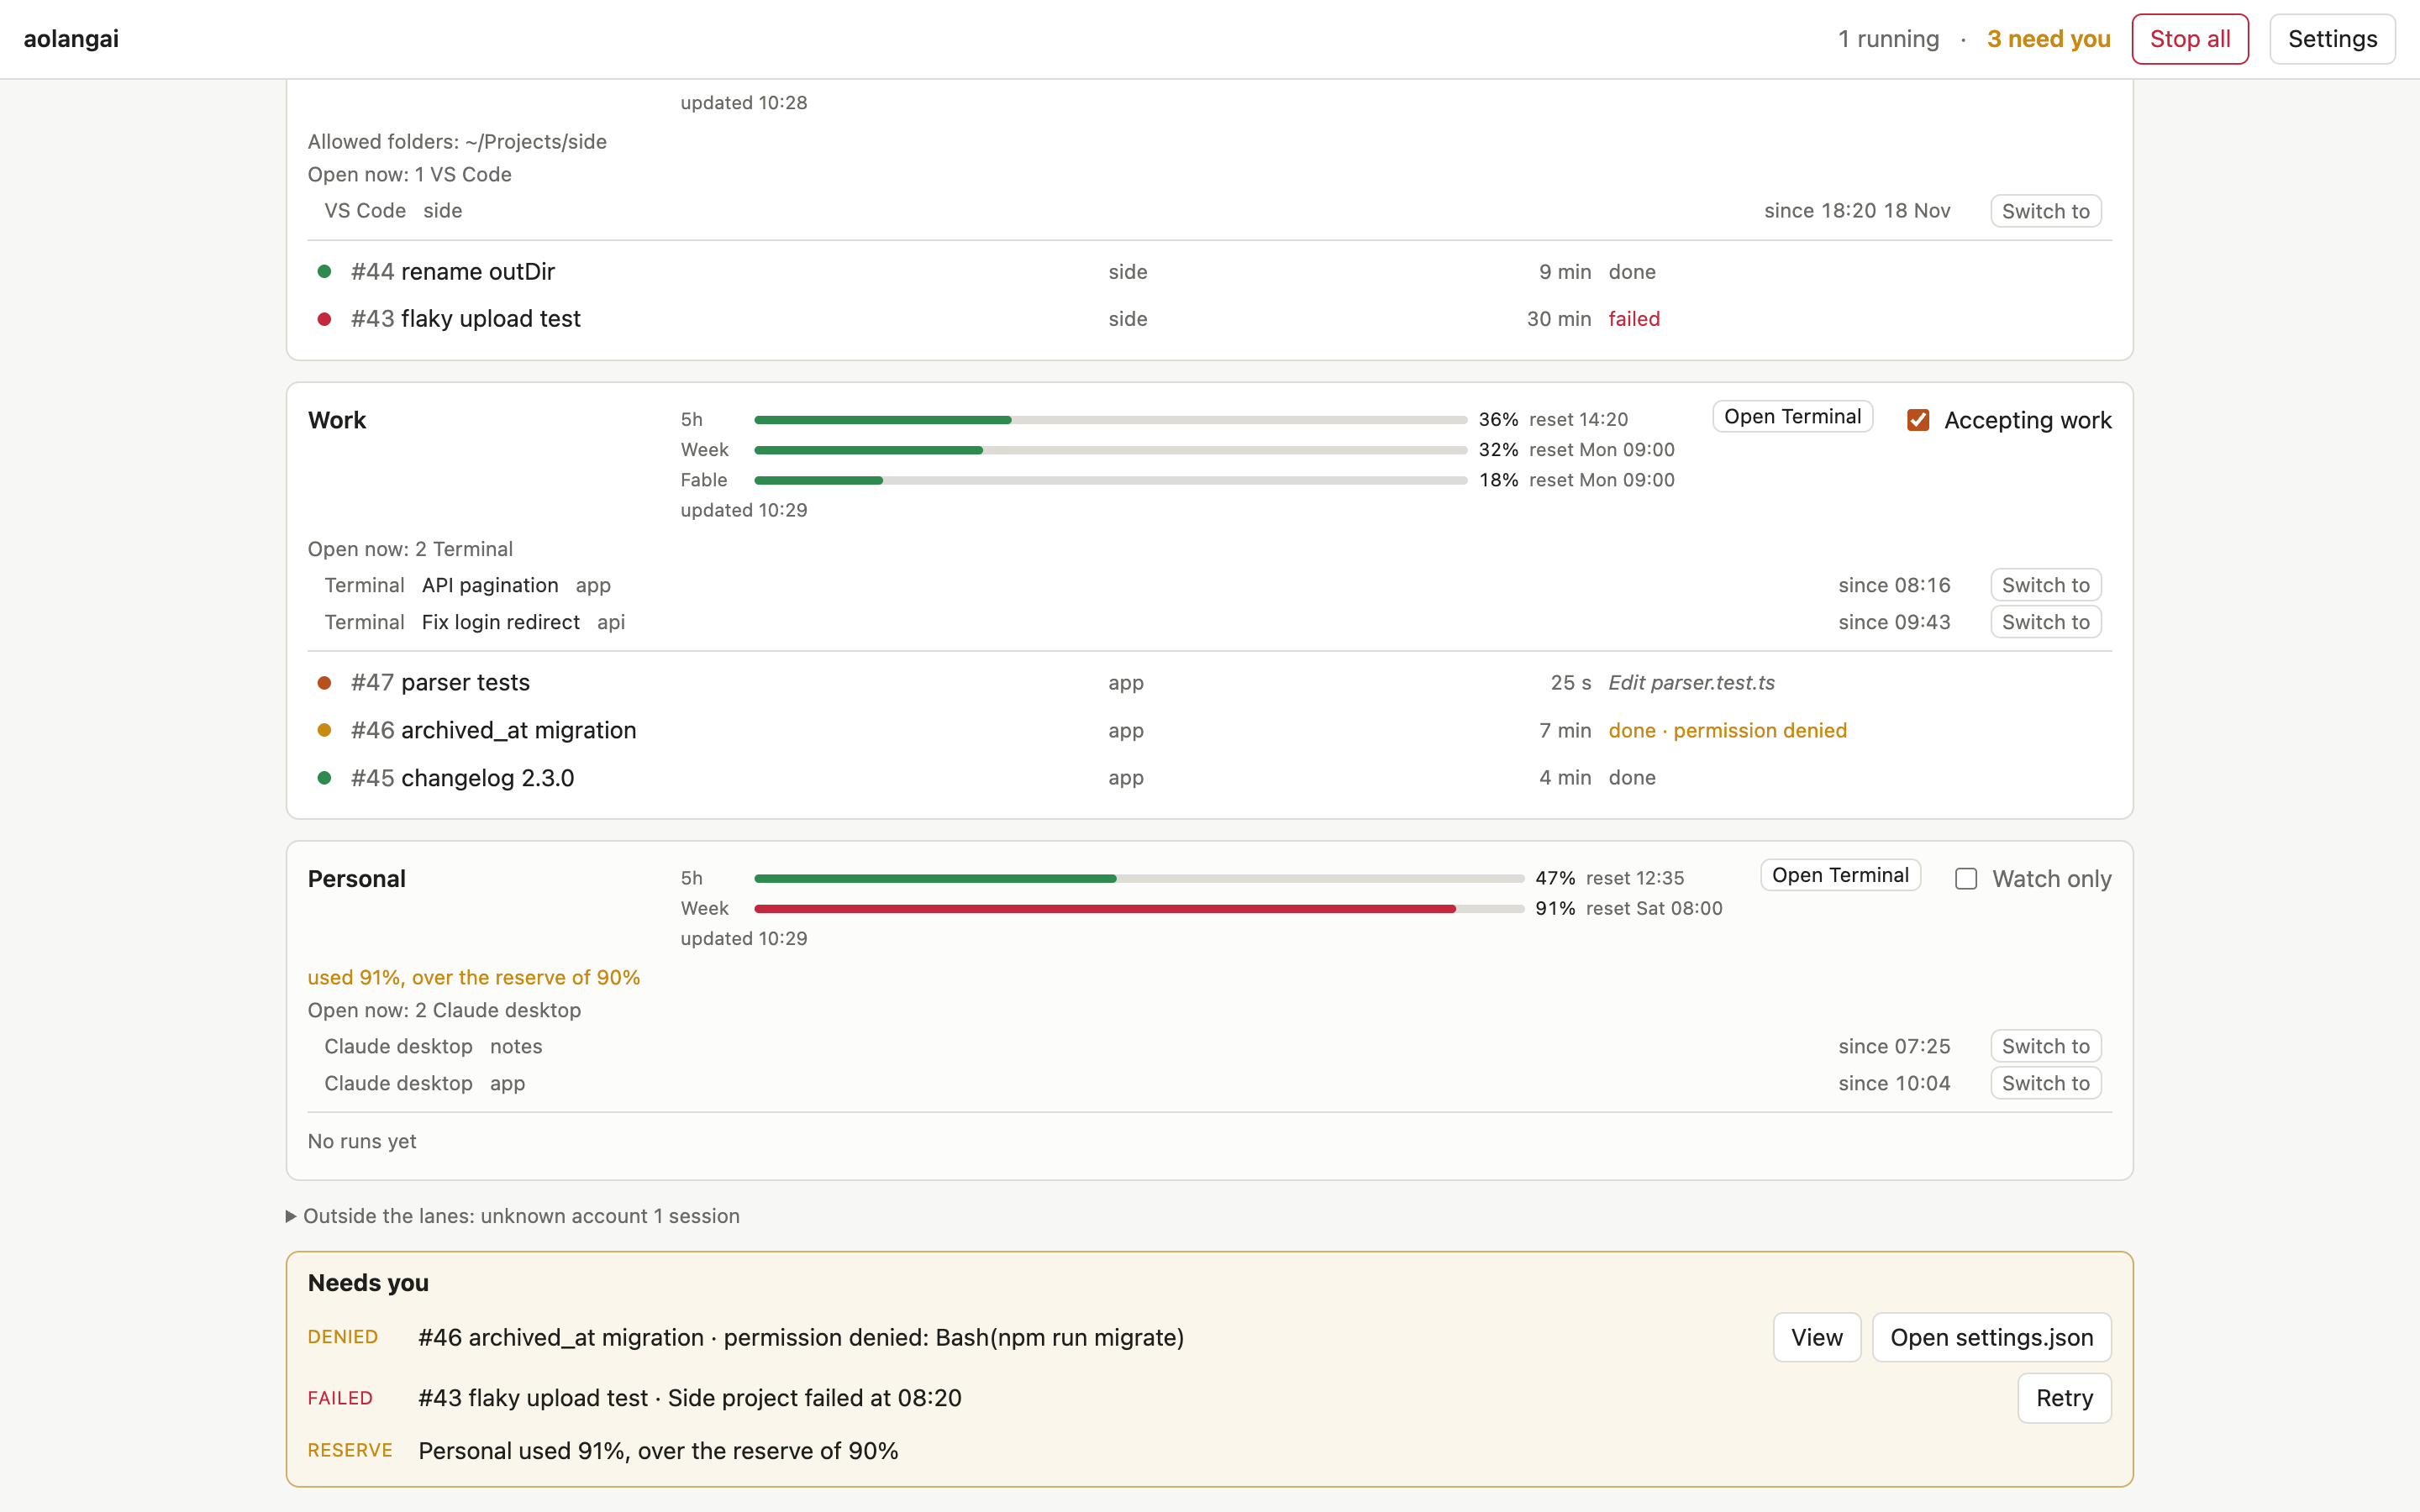 aolangai 1 running · 3 need you Stop all Settings
updated 10:28
Allowed folders: ~/Projects/side
Open now: 1 VS Code
VS Code side since 18:20 18 Nov Switch to
#44 rename outDir side 9 min done
#43 flaky upload test side 30 min failed
Work 5h 36% reset 14:20 Open Terminal Accepting work
Week 32% reset Mon 09:00
Fable 18% reset Mon 09:00
updated 10:29
Open now: 2 Terminal
Terminal API pagination app since 08:16 Switch to
Terminal Fix login redirect api since 09:43 Switch to
#47 parser tests app 25 s Edit parser.test.ts
#46 archived_at migration app 7 min done · permission denied
#45 changelog 2.3.0 app 4 min done
Personal 5h 47% reset 12:35 Open Terminal Watch only
Week 91% reset Sat 08:00
updated 10:29
used 91%, over the reserve of 90%
Open now: 2 Claude desktop
Claude desktop notes since 07:25 Switch to
Claude desktop app since 10:04 Switch to
No runs yet
Outside the lanes: unknown account 1 session
Needs you
DENIED #46 archived_at migration · permission denied: Bash(npm run migrate) View Open settings.json
FAILED #43 flaky upload test · Side project failed at 08:20 Retry
RESERVE Personal used 91%, over the reserve of 90%